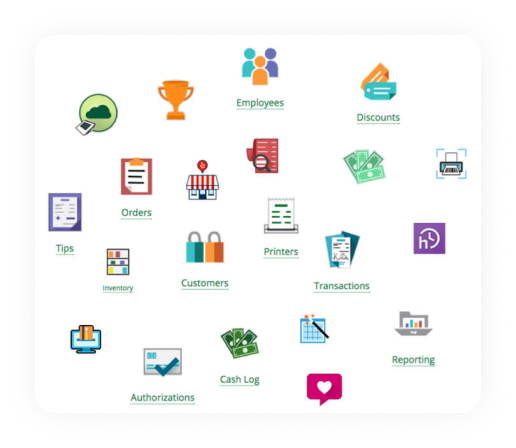 Employees
Discounts
Orders
Tips
Printers
Customers
Inventory
Transactions
Reporting
Cash Log
Authorizations